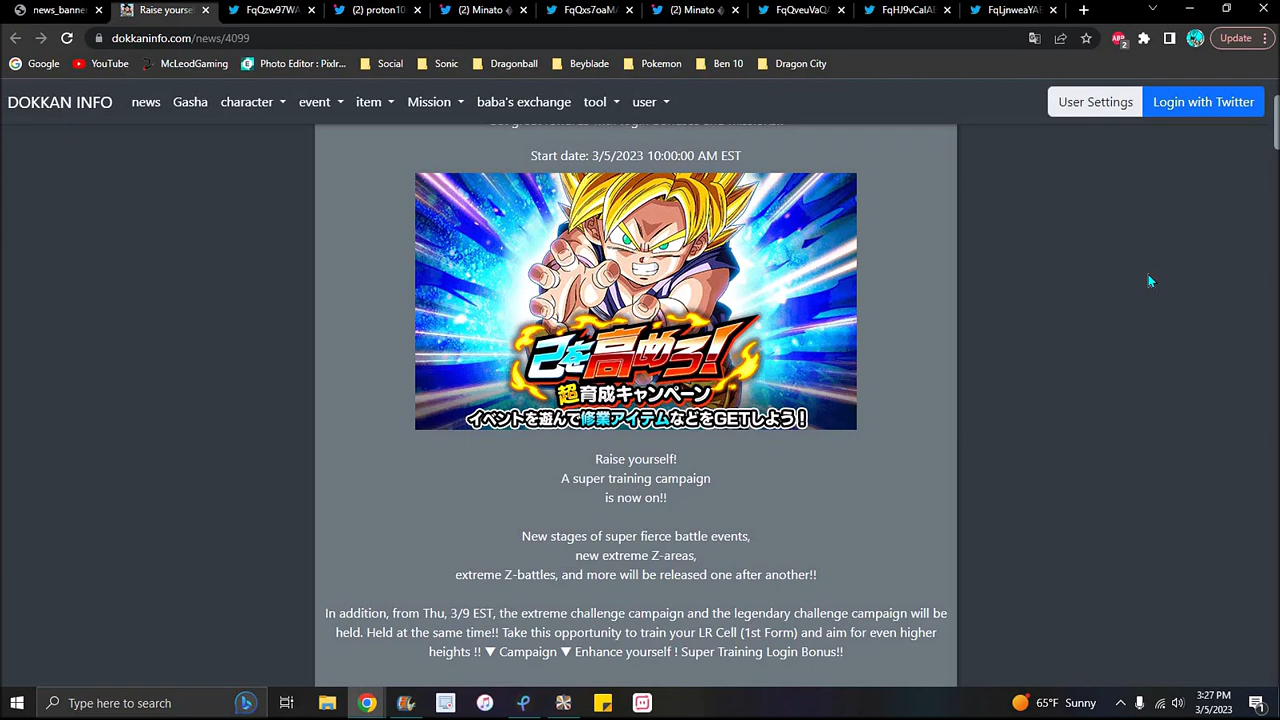 news_banner
Raise yourse
FqQzw97WA
(2) proton10
(2) Minato
FqQxs7oaM
(2) Minato
FqQveuVaQ
FqHJ9vCaIAE
FqLjnweaYAE
dokkaninfo.com/news/4099
ABP
2
Update
Google
YouTube
McLeodGaming
Photo Editor : Pixlr...
Social
Sonic
Dragonball
Beyblade
Pokemon
Ben 10
Dragon City
DOKKAN INFO
news
Gasha
character
event
item
Mission
baba's exchange
tool
user
User Settings
Login with Twitter
Start date: 3/5/2023 10:00:00 AM EST
己を高めろ!
超育成キャンペーン
イベントを遊んで修業アイテムなどをGETしよう!
Raise yourself!
A super training campaign
is now on!!
New stages of super fierce battle events,
new extreme Z-areas,
extreme Z-battles, and more will be released one after another!!
In addition, from Thu, 3/9 EST, the extreme challenge campaign and the legendary challenge campaign will be
held. Held at the same time!! Take this opportunity to train your LR Cell (1st Form) and aim for even higher
heights !! ▼ Campaign ▼ Enhance yourself ! Super Training Login Bonus!!
Type here to search
65°F Sunny
3:27 PM
3/5/2023
1